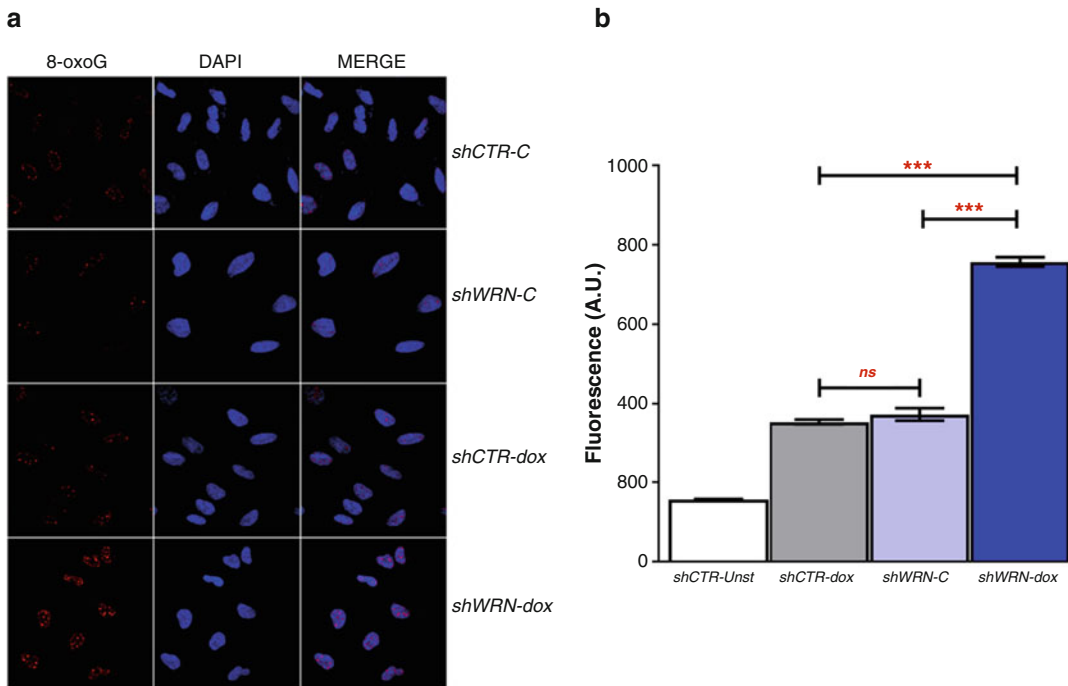 a
8-oxoG DAPI MERGE
shCTR-C
shWRN-C
shCTR-dox
shWRN-dox
b
Fluorescence (A.U.)
1000
800
600
400
800
0
***
***
ns
shCTR-Unst shCTR-dox shWRN-C shWRN-dox